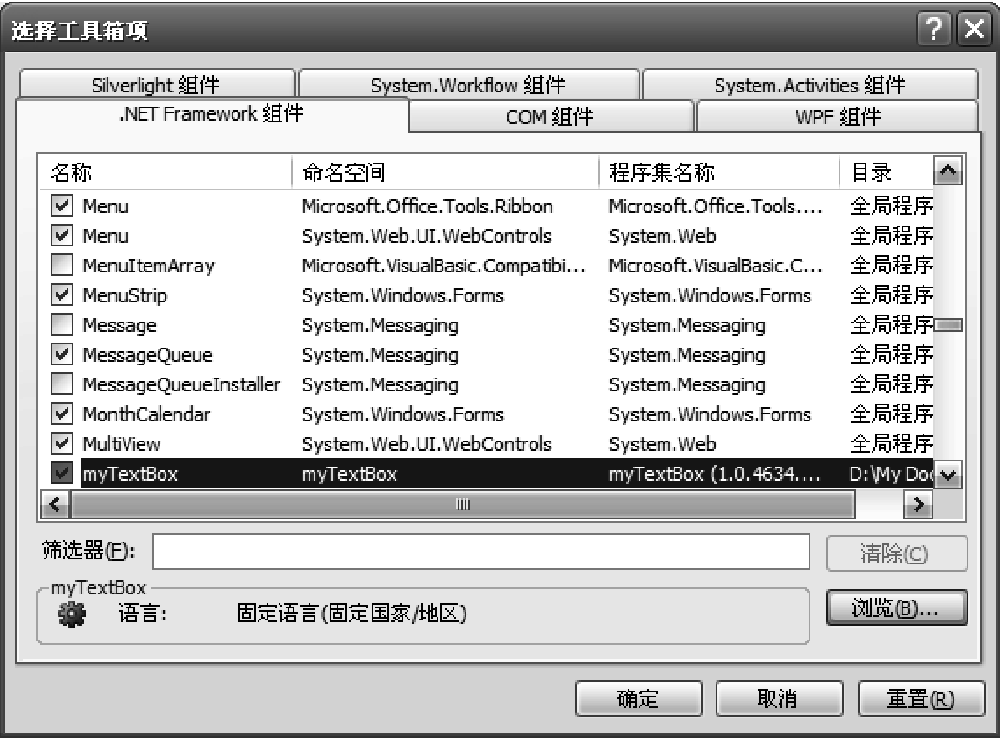 选择工具箱项
Silverlight 组件 System.Workflow 组件 System.Activities 组件
.NET Framework 组件 COM 组件 WPF 组件
名称 命名空间 程序集名称 目录
Menu Microsoft.Office.Tools.Ribbon Microsoft.Office.Tools.... 全局程序
Menu System.Web.UI.WebControls System.Web 全局程序
MenuItemArray Microsoft.VisualBasic.Compatibi... Microsoft.VisualBasic.C... 全局程序
MenuStrip System.Windows.Forms System.Windows.Forms 全局程序
Message System.Messaging System.Messaging 全局程序
MessageQueue System.Messaging System.Messaging 全局程序
MessageQueueInstaller System.Messaging System.Messaging 全局程序
MonthCalendar System.Windows.Forms System.Windows.Forms 全局程序
MultiView System.Web.UI.WebControls System.Web 全局程序
myTextBox myTextBox myTextBox (1.0.4634.... D:\My Doc
筛选器(F): 清除(C)
myTextBox
语言: 固定语言(固定国家/地区) 浏览(B)...
确定 取消 重置(R)